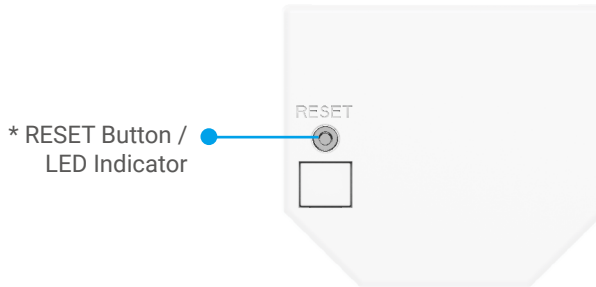 RESET
* RESET Button /
LED Indicator